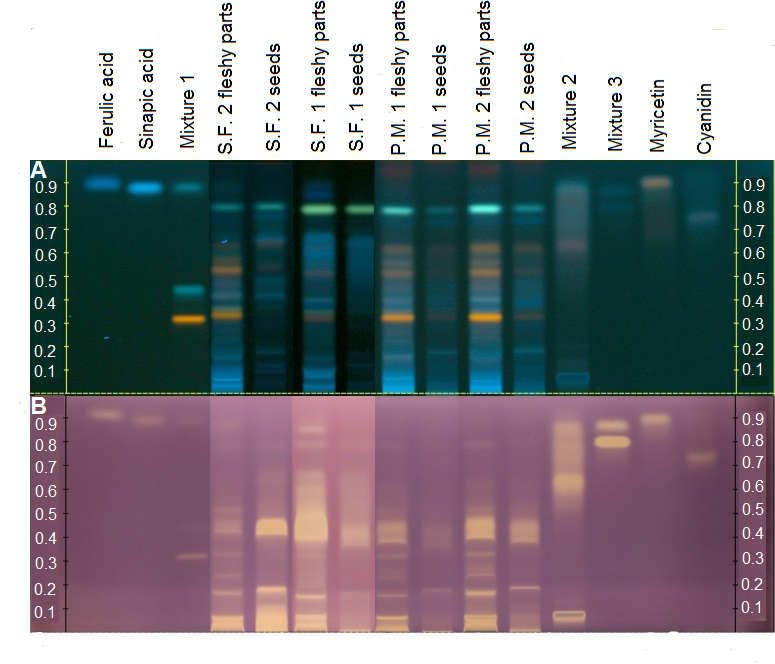 Ferulic acid
Sinapic acid
Mixture 1
S.F. 2 fleshy parts
S.F. 2 seeds
S.F. 1 fleshy parts
S.F. 1 seeds
P.M. 1 fleshy parts
P.M. 1 seeds
P.M. 2 fleshy parts
P.M. 2 seeds
Mixture 2
Mixture 3
Myricetin
Cyanidin
A
0.9 0.9
0.8 0.8
0.7 0.7
0.6 0.6
0.5 0.5
0.4 0.4
0.3 0.3
0.2 0.2
0.1 0.1
B
0.9 0.9
0.8 0.8
0.7 0.7
0.6 0.6
0.5 0.5
0.4 0.4
0.3 0.3
0.2 0.2
0.1 0.1